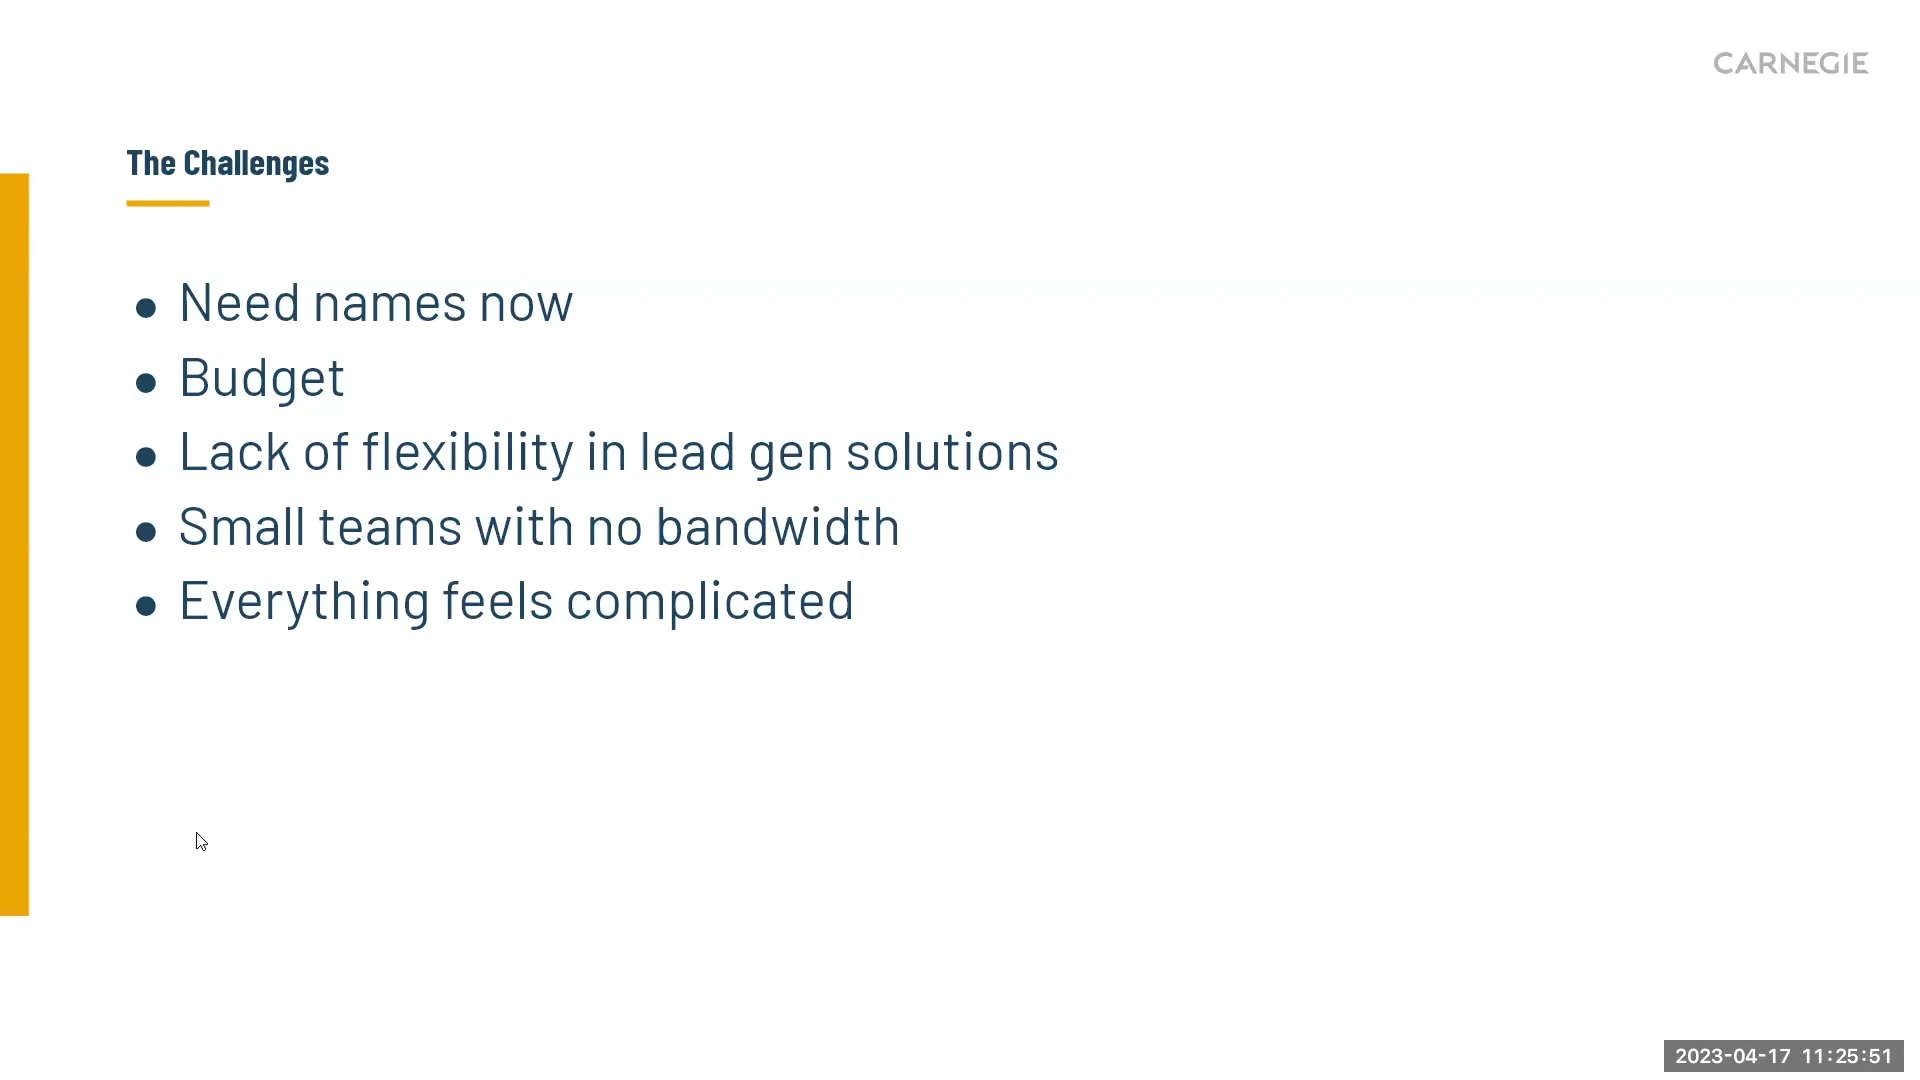 CARNEGIE
The Challenges
● Need names now
● Budget
● Lack of flexibility in lead gen solutions
● Small teams with no bandwidth
● Everything feels complicated
2023-04-17 11:25:51